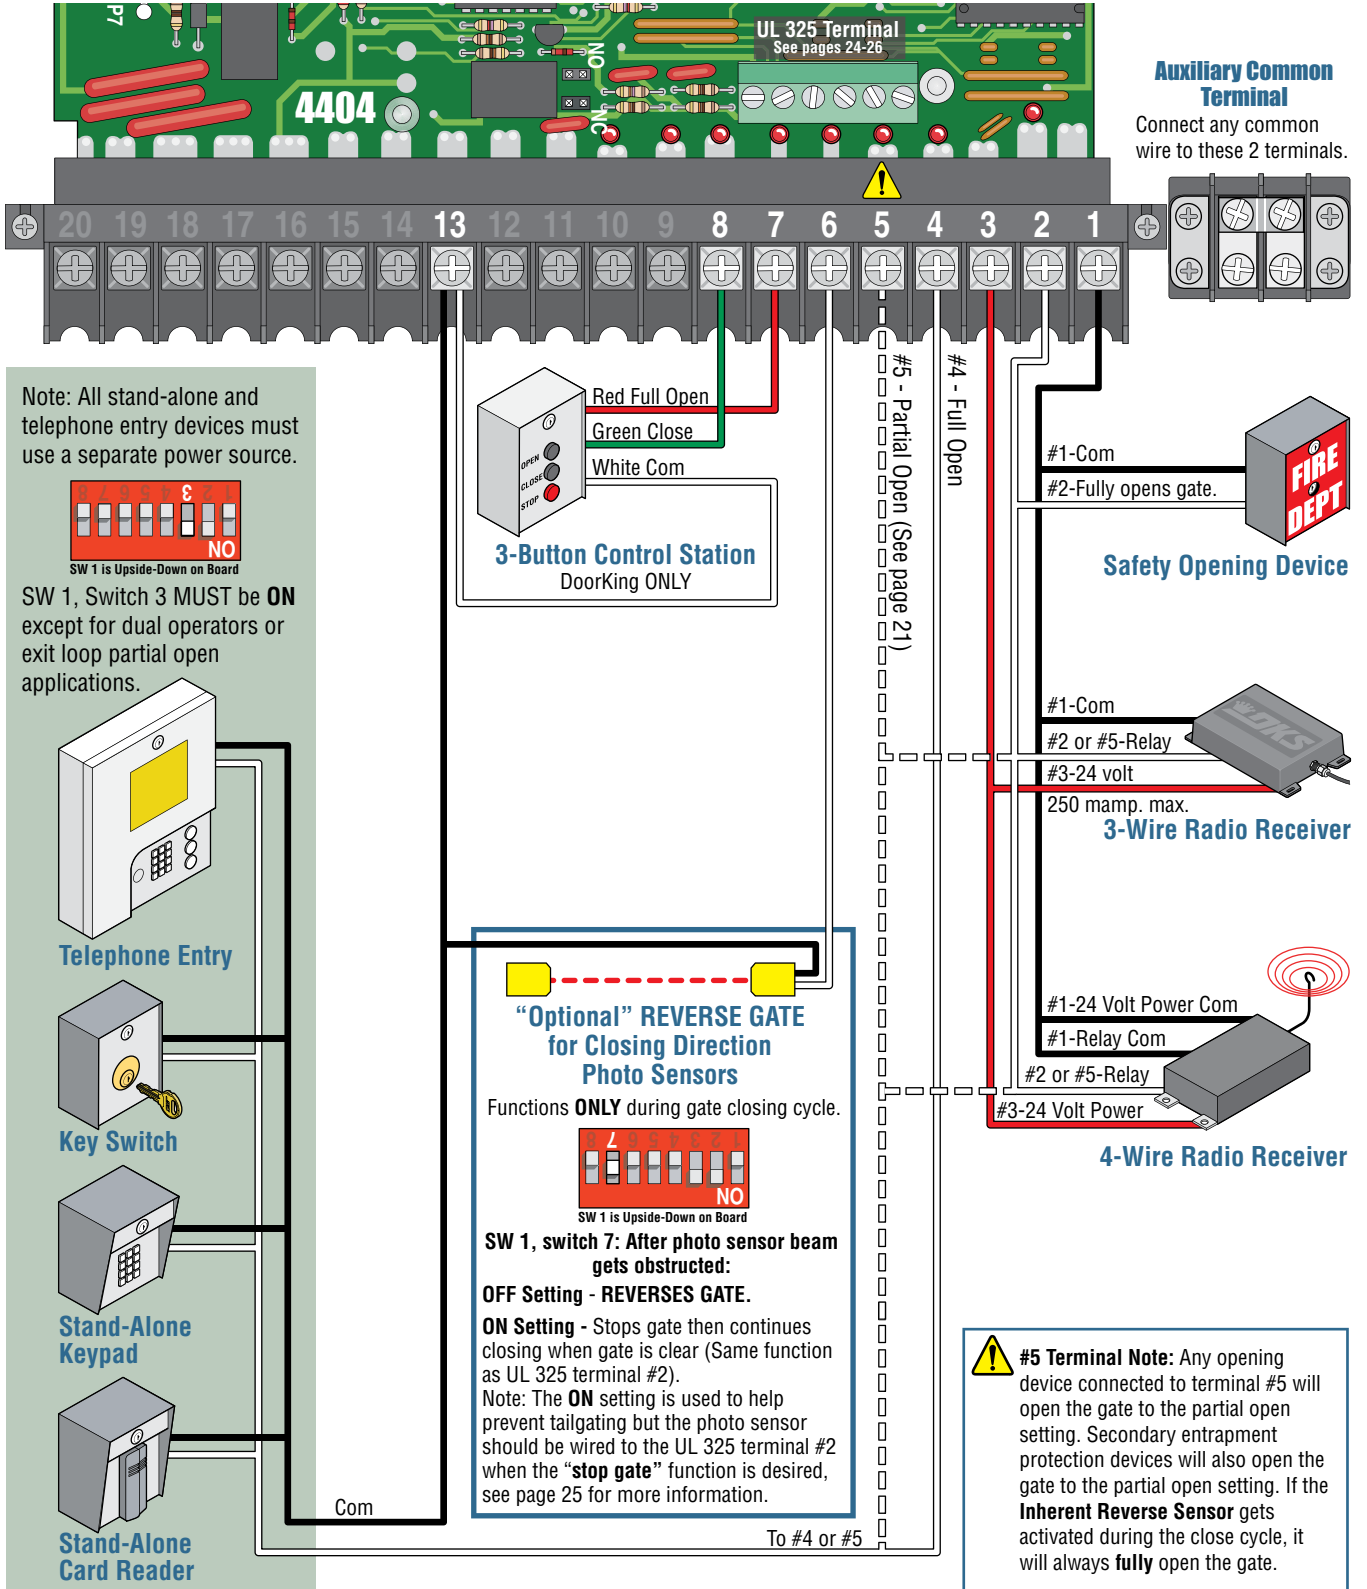 TP7
4404
NO
NC
UL 325 Terminal
See pages 24-26
Auxiliary Common
Terminal
Connect any common
wire to these 2 terminals.
20 19 18 17 16 15 14 13 12 11 10 9 8 7 6 5 4 3 2 1
Note: All stand-alone and
telephone entry devices must
use a separate power source.
8 7 6 5 4 3 2 1
ON
SW 1 is Upside-Down on Board
SW 1, Switch 3 MUST be ON
except for dual operators or
exit loop partial open
applications.
Telephone Entry
Key Switch
Stand-Alone
Keypad
Stand-Alone
Card Reader
Com
Red Full Open
Green Close
White Com
OPEN
CLOSE
STOP
3-Button Control Station
DoorKing ONLY
#5 - Partial Open (See page 21)
#4 - Full Open
#1-Com
#2-Fully opens gate.
FIRE
DEPT
Safety Opening Device
#1-Com
#2 or #5-Relay
#3-24 volt
250 mamp. max.
DKS
3-Wire Radio Receiver
#1-24 Volt Power Com
#1-Relay Com
#2 or #5-Relay
#3-24 Volt Power
4-Wire Radio Receiver
“Optional” REVERSE GATE
for Closing Direction
Photo Sensors
Functions ONLY during gate closing cycle.
8 7 6 5 4 3 2 1
ON
SW 1 is Upside-Down on Board
SW 1, switch 7: After photo sensor beam
gets obstructed:
OFF Setting - REVERSES GATE.
ON Setting - Stops gate then continues
closing when gate is clear (Same function
as UL 325 terminal #2).
Note: The ON setting is used to help
prevent tailgating but the photo sensor
should be wired to the UL 325 terminal #2
when the “stop gate” function is desired,
see page 25 for more information.
To #4 or #5
#5 Terminal Note: Any opening
device connected to terminal #5 will
open the gate to the partial open
setting. Secondary entrapment
protection devices will also open the
gate to the partial open setting. If the
Inherent Reverse Sensor gets
activated during the close cycle, it
will always fully open the gate.